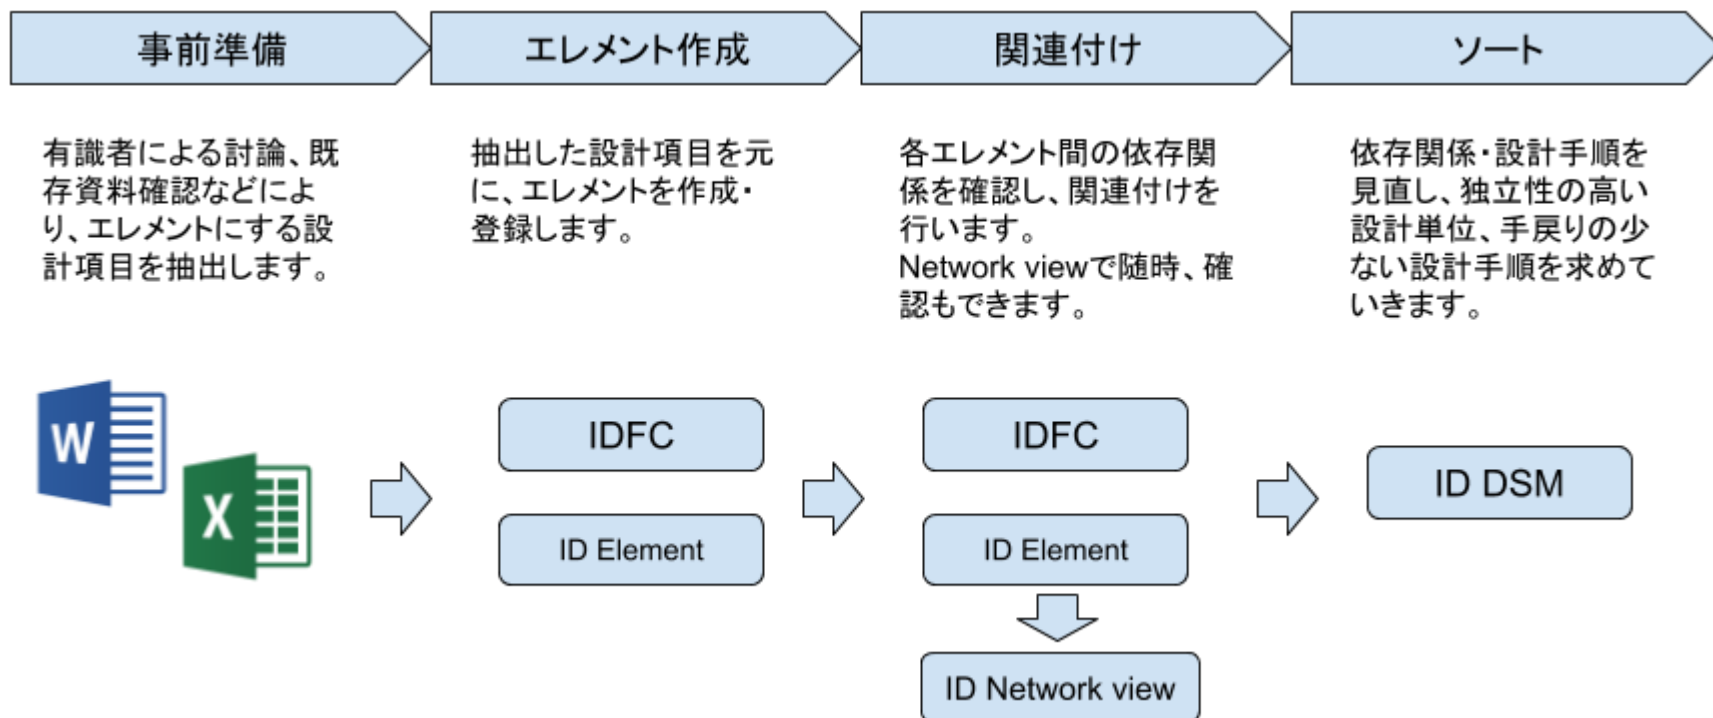 事前準備
エレメント作成
関連付け
ソート
有識者による討論、既
存資料確認などによ
り、エレメントにする設
計項目を抽出します。
抽出した設計項目を元
に、エレメントを作成・
登録します。
各エレメント間の依存関
係を確認し、関連付けを
行います。
Network viewで随時、確
認もできます。
依存関係・設計手順を
見直し、独立性の高い
設計単位、手戻りの少
ない設計手順を求めて
いきます。
W
X
IDFC
ID Element
IDFC
ID Element
ID Network view
ID DSM